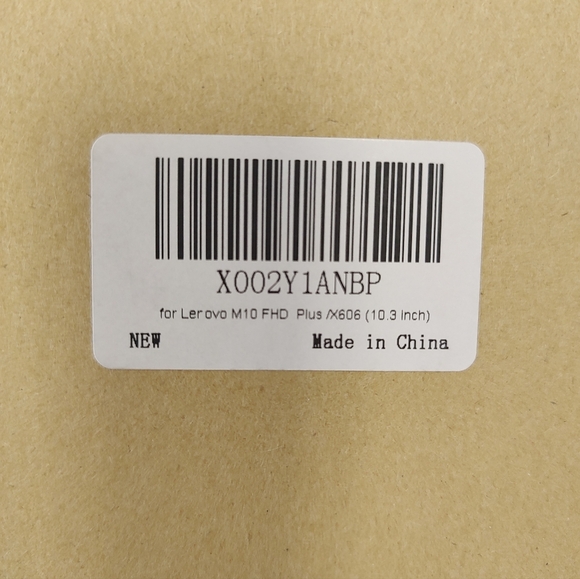 X002Y1ANBP
for Lerovo M10 FHD Plus /X606 (10.3 inch)
NEW Made in China